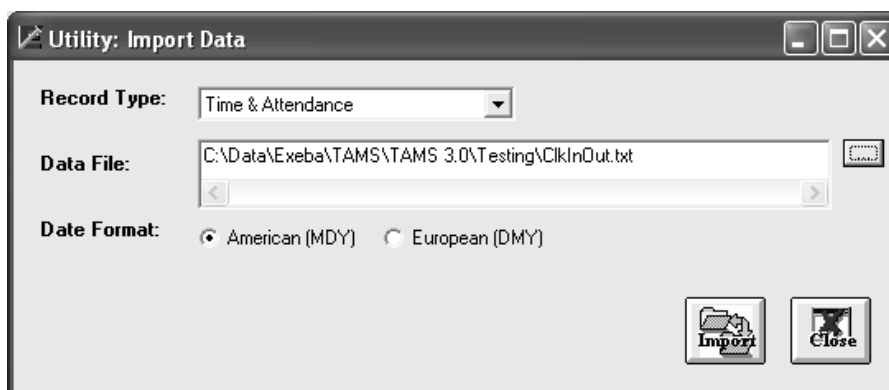 Utility: Import Data
Record Type: Time & Attendance
Data File: C:\Data\Exeba\TAMS\TAMS 3.0\Testing\ClkInOut.txt
Date Format: American (MDY) European (DMY)
Import Close